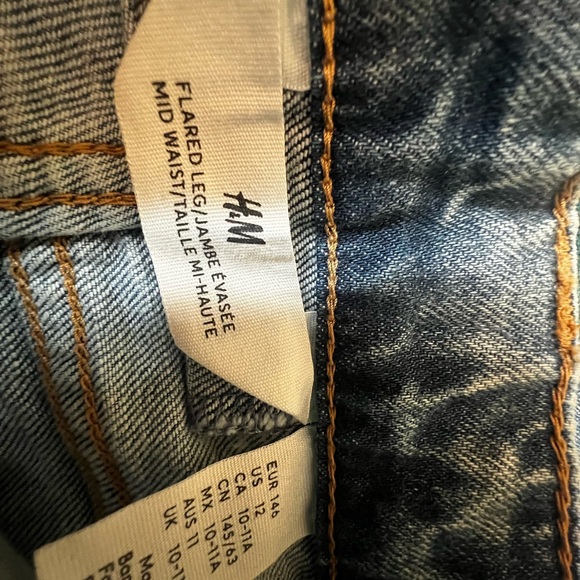 H&M
FLARED LEG/JAMBE ÉVASÉE
MID WAIST/TAILLE MI-HAUTE
EUR 146
US 12
CA 10-11A
CN 145/63
MX 10-11A
AUS 11
UK 10-11